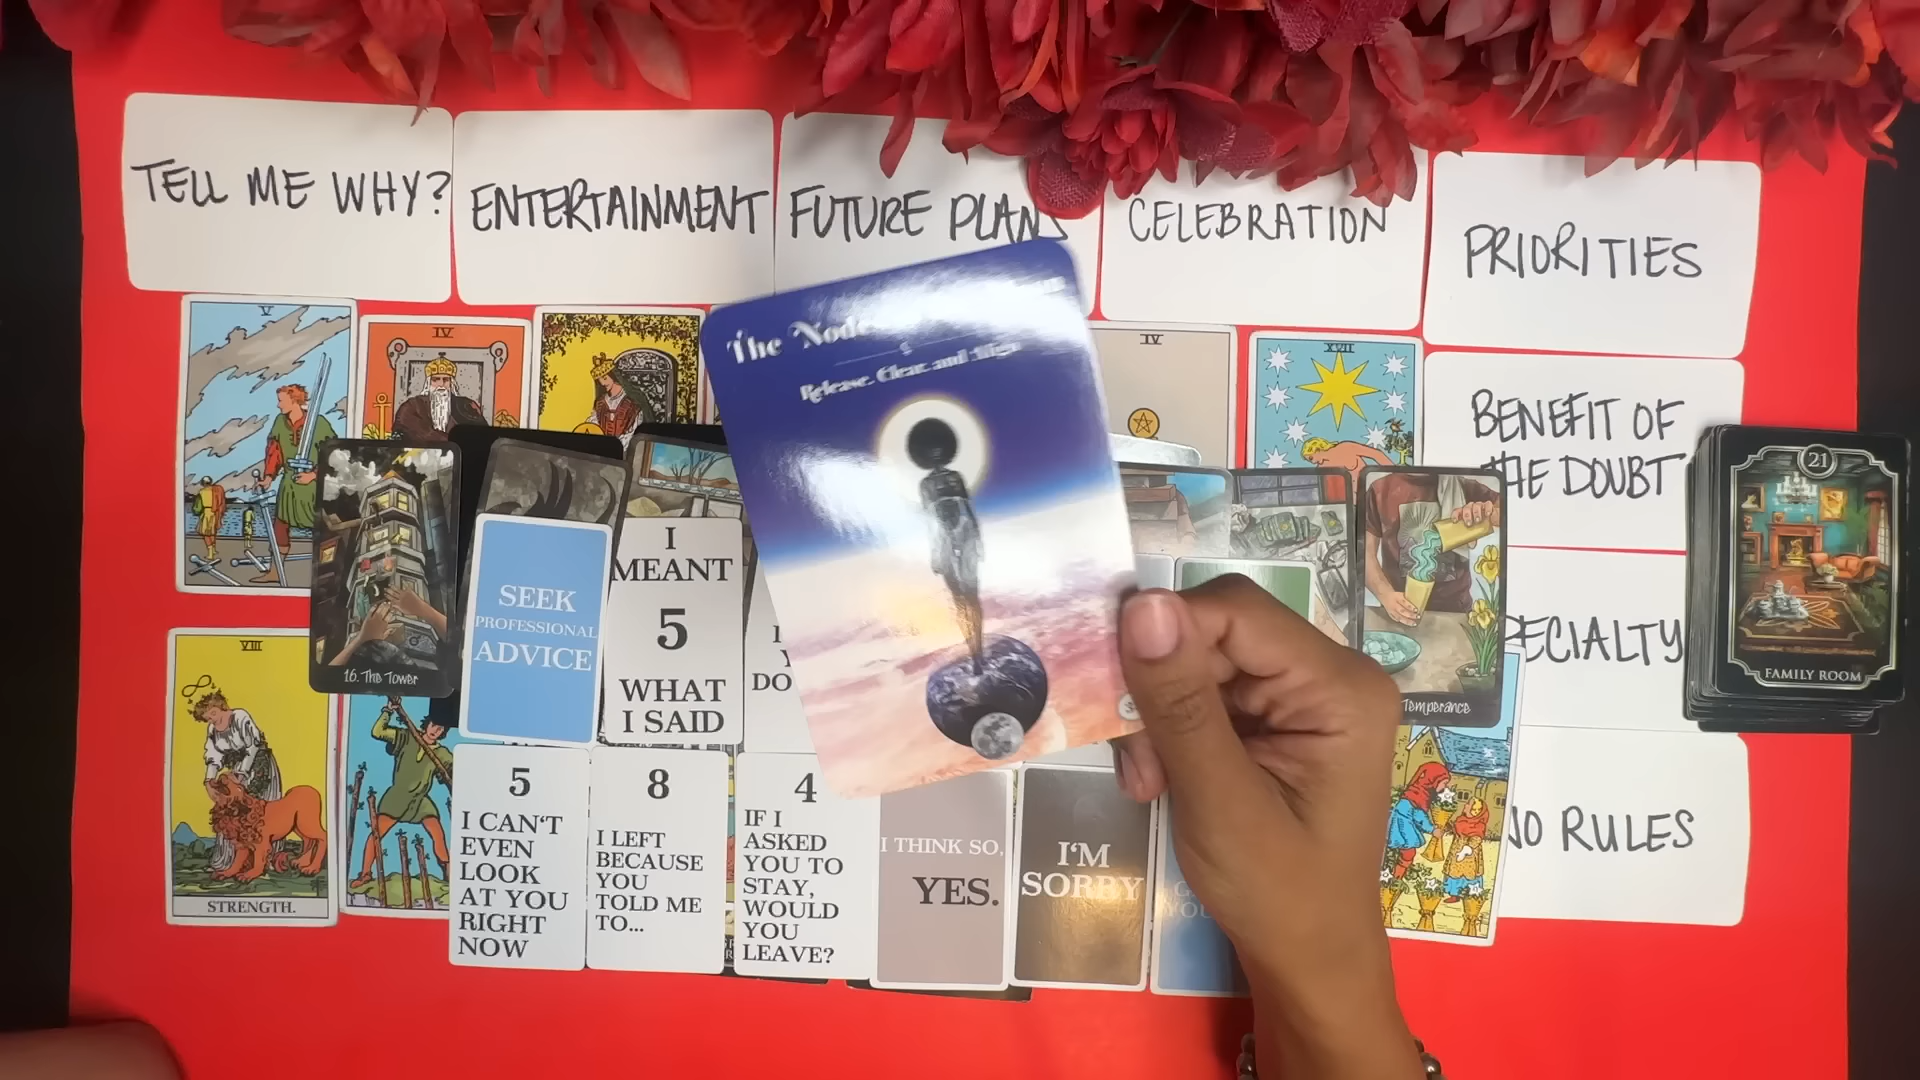 TELL ME WHY?
ENTERTAINMENT
FUTURE PLANS
CELEBRATION
PRIORITIES
BENEFIT OF
THE DOUBT
NO RULES
V
IV
IV
XVII
The
Release, Clear, and Align
21
FAMILY ROOM
16. The Tower
SEEK
PROFESSIONAL
ADVICE
I
MEANT
5
WHAT
I SAID
Temperance
VIII
STRENGTH.
5
I CAN'T
EVEN
LOOK
AT YOU
RIGHT
NOW
8
I LEFT
BECAUSE
YOU
TOLD ME
TO...
4
IF I
ASKED
YOU TO
STAY,
WOULD
YOU
LEAVE?
I THINK SO,
YES.
I'M
SORRY